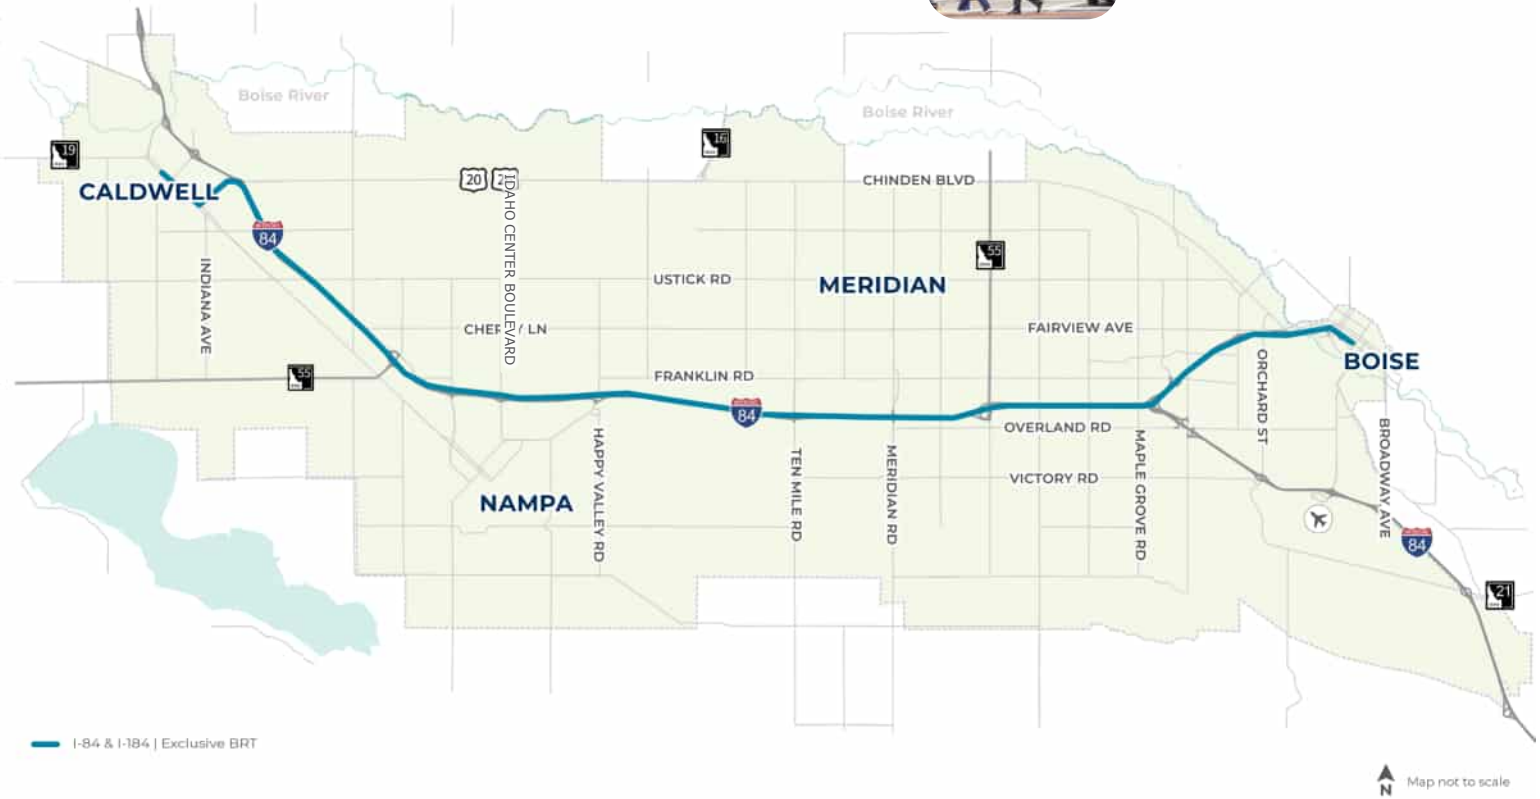 Boise River
Boise River
19
16
20
CHINDEN BLVD
CALDWELL
84
IDAHO CENTER BOULEVARD
55
INDIANA AVE
USTICK RD
MERIDIAN
CHERRY LN
FAIRVIEW AVE
BOISE
55
FRANKLIN RD
ORCHARD ST
84
OVERLAND RD
HAPPY VALLEY RD
TEN MILE RD
MERIDIAN RD
VICTORY RD
MAPLE GROVE RD
BROADWAY AVE
NAMPA
84
21
I-84 & I-184 | Exclusive BRT
N
Map not to scale